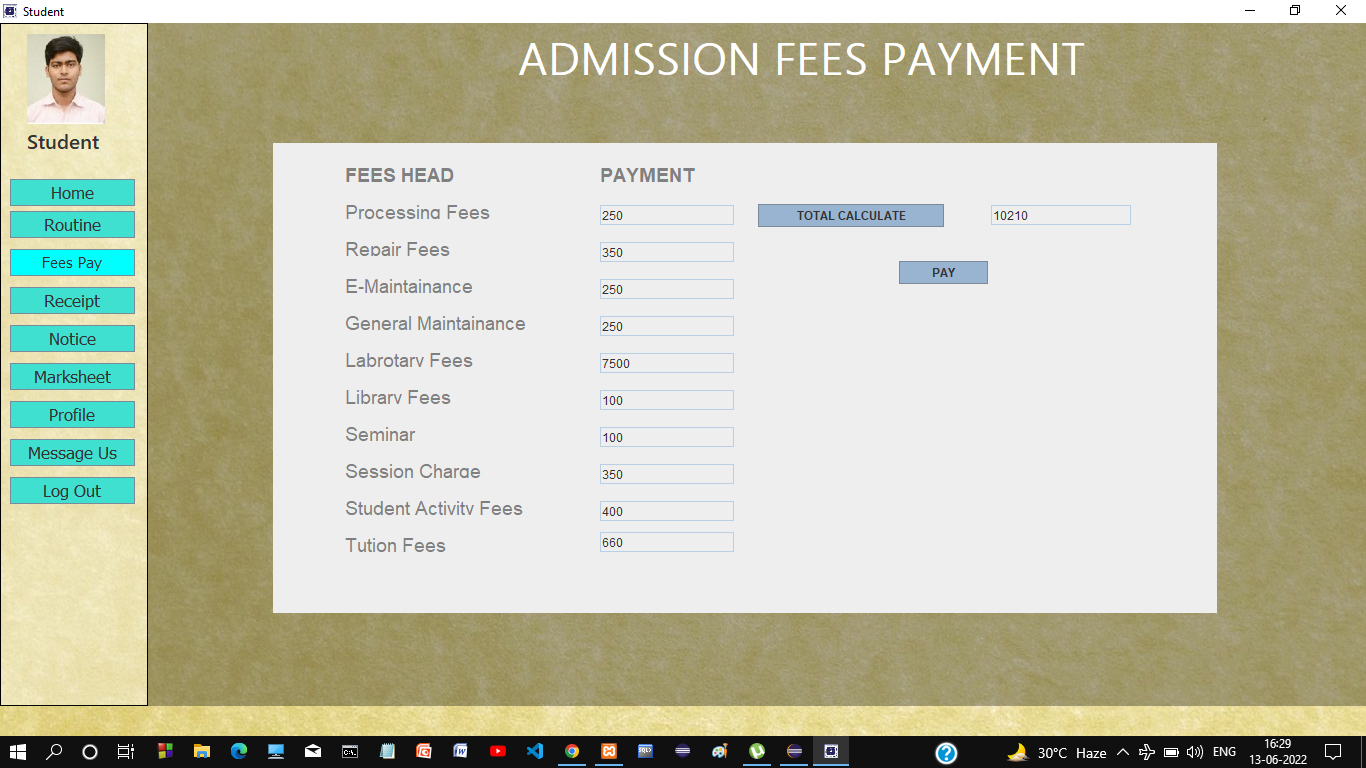 Student
ADMISSION FEES PAYMENT
Student
Home
Routine
Fees Pay
Receipt
Notice
Marksheet
Profile
Message Us
Log Out
FEES HEAD PAYMENT
Processing Fees 250 TOTAL CALCULATE 10210
Repair Fees 350
PAY
E-Maintainance 250
General Maintainance 250
Labrotary Fees 7500
Library Fees 100
Seminar 100
Session Charge 350
Student Activity Fees 400
Tution Fees 660
30°C Haze ENG 16:29
13-06-2022